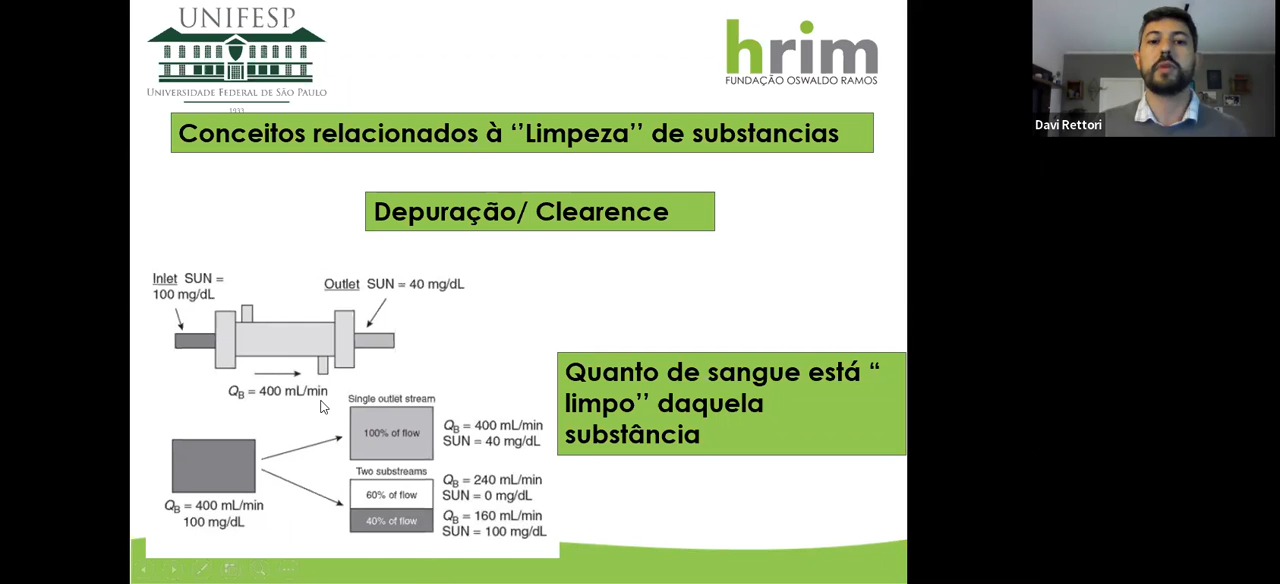 UNIFESP
UNIVERSIDADE FEDERAL DE SÃO PAULO
1933
hrim
FUNDAÇÃO OSWALDO RAMOS
Davi Rettori
Conceitos relacionados à ‘’Limpeza’’ de substancias
Depuração/ Clearence
Inlet SUN =
100 mg/dL
Outlet SUN = 40 mg/dL
QB = 400 mL/min
Quanto de sangue está “
limpo’’ daquela
substância
Single outlet stream
100% of flow
QB = 400 mL/min
SUN = 40 mg/dL
Two substreams
60% of flow
QB = 240 mL/min
SUN = 0 mg/dL
40% of flow
QB = 160 mL/min
SUN = 100 mg/dL
QB = 400 mL/min
100 mg/dL